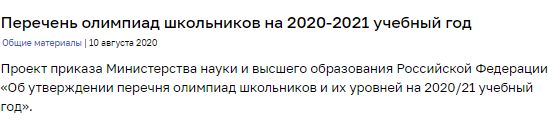 Перечень олимпиад школьников на 2020-2021 учебный год
Общие материалы | 10 августа 2020
Проект приказа Министерства науки и высшего образования Российской Федерации
«Об утверждении перечня олимпиад школьников и их уровней на 2020/21 учебный
год».